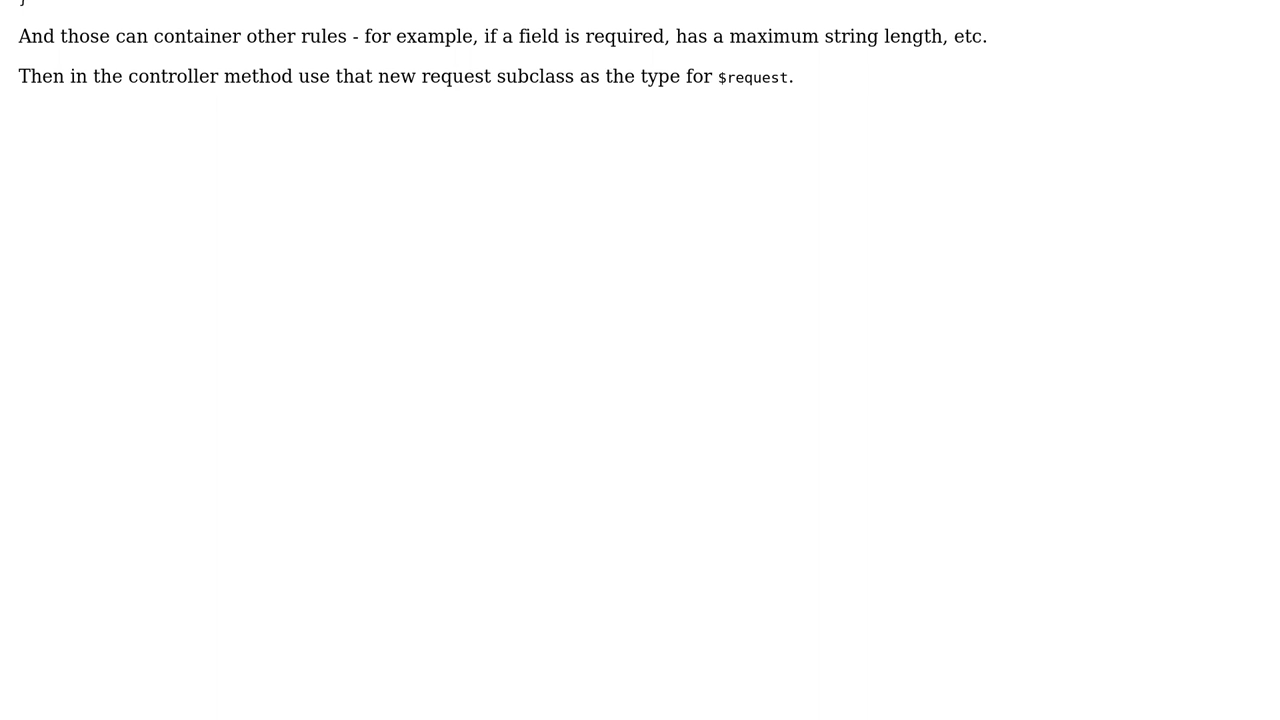 }
And those can container other rules - for example, if a field is required, has a maximum string length, etc.
Then in the controller method use that new request subclass as the type for $request.